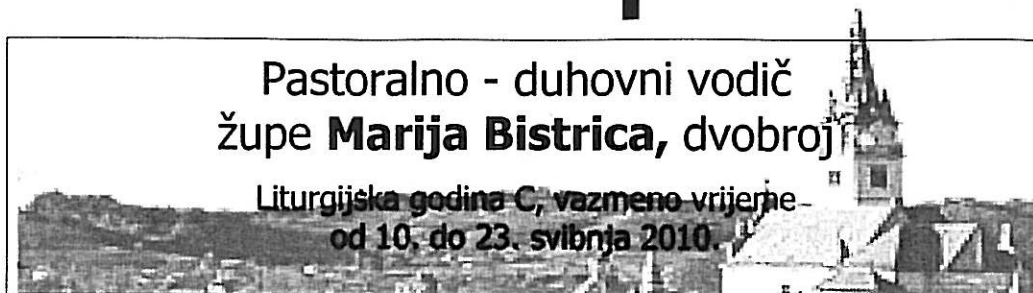 Pastoralno - duhovni vodič
župe Marija Bistrica, dvobroj
Liturgijska godina C, vazmeno vrijeme
od 10. do 23. svibnja 2010.